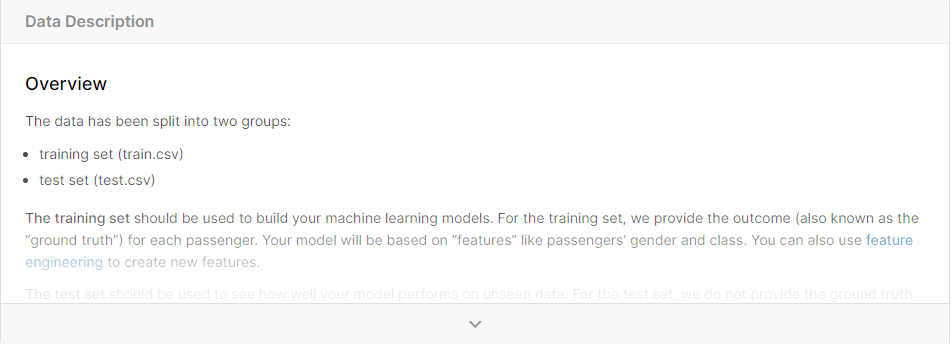 Data Description
Overview
The data has been split into two groups:
• training set (train.csv)
• test set (test.csv)
The training set should be used to build your machine learning models. For the training set, we provide the outcome (also known as the
“ground truth”) for each passenger. Your model will be based on “features” like passengers’ gender and class. You can also use feature
engineering to create new features.
The test set should be used to see how well your model performs on unseen data. For the test set, we do not provide the ground truth